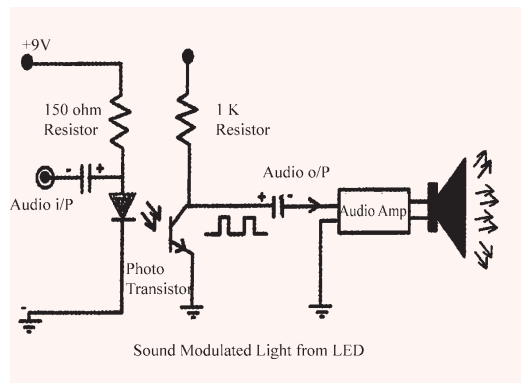 +9V
150 ohm
Resistor
1 K
Resistor
- +
Audio i/P
Audio o/P
+ -
Audio Amp
Photo
Transistor
-
Sound Modulated Light from LED